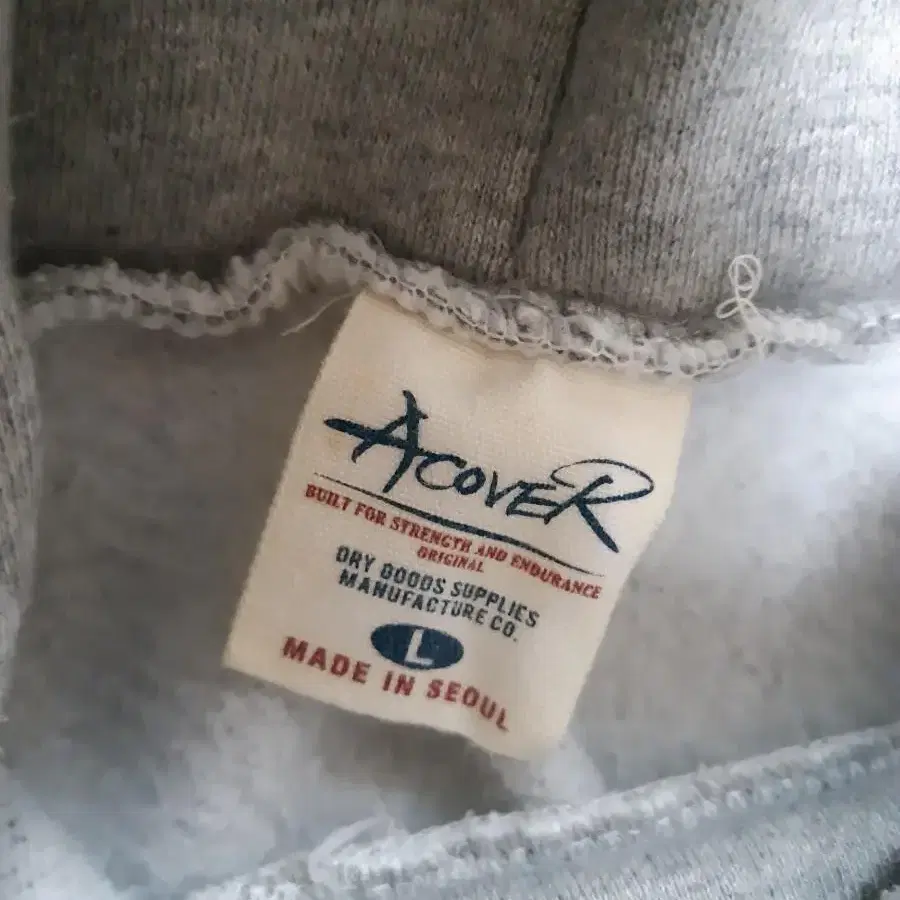 ACOVER
BUILT FOR STRENGTH AND ENDURANCE
ORIGINAL
DRY GOODS SUPPLIES
MANUFACTURE CO.
L
MADE IN SEOUL